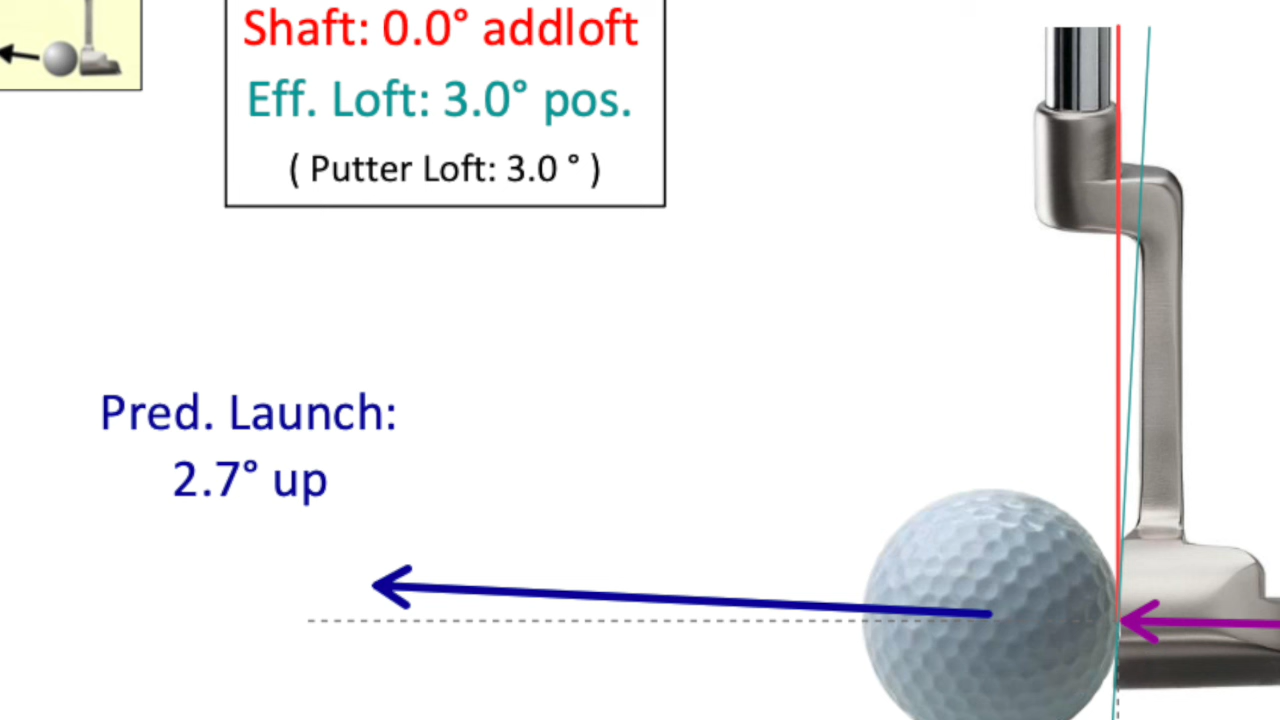 Shaft: 0.0° addloft
Eff. Loft: 3.0° pos.
( Putter Loft: 3.0 ° )
Pred. Launch:
2.7° up